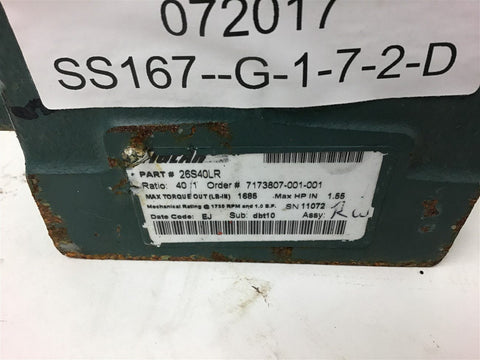 072017
SS167--G-1-7-2-D
PART # 26S40LR
Ratio: 40 /1 Order # 7173807-001-001
MAX TORQUE OUT (LB-IN) 1685 Max HP IN 1.55
Mechanical Rating @ 1750 RPM and 1.0 S.F. SN 11072
Date Code: EJ Sub: dbt10 Assy: RW